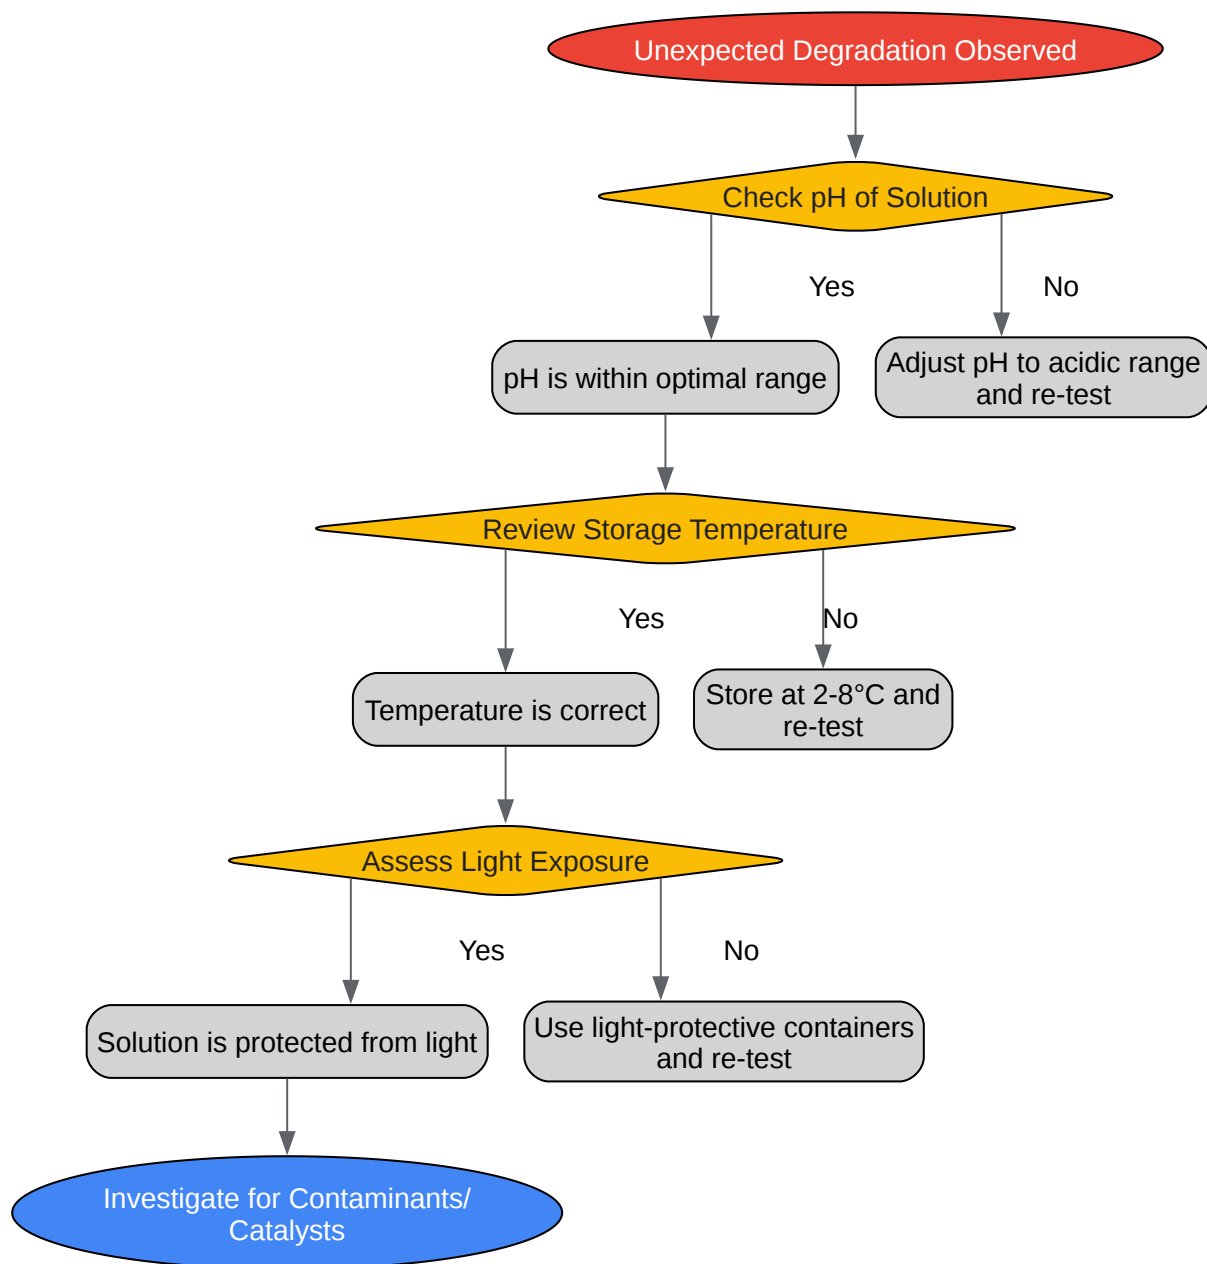 Unexpected Degradation Observed
Check pH of Solution
Yes
No
pH is within optimal range
Adjust pH to acidic range
and re-test
Review Storage Temperature
Yes
No
Temperature is correct
Store at 2-8°C and
re-test
Assess Light Exposure
Yes
No
Solution is protected from light
Use light-protective containers
and re-test
Investigate for Contaminants/
Catalysts